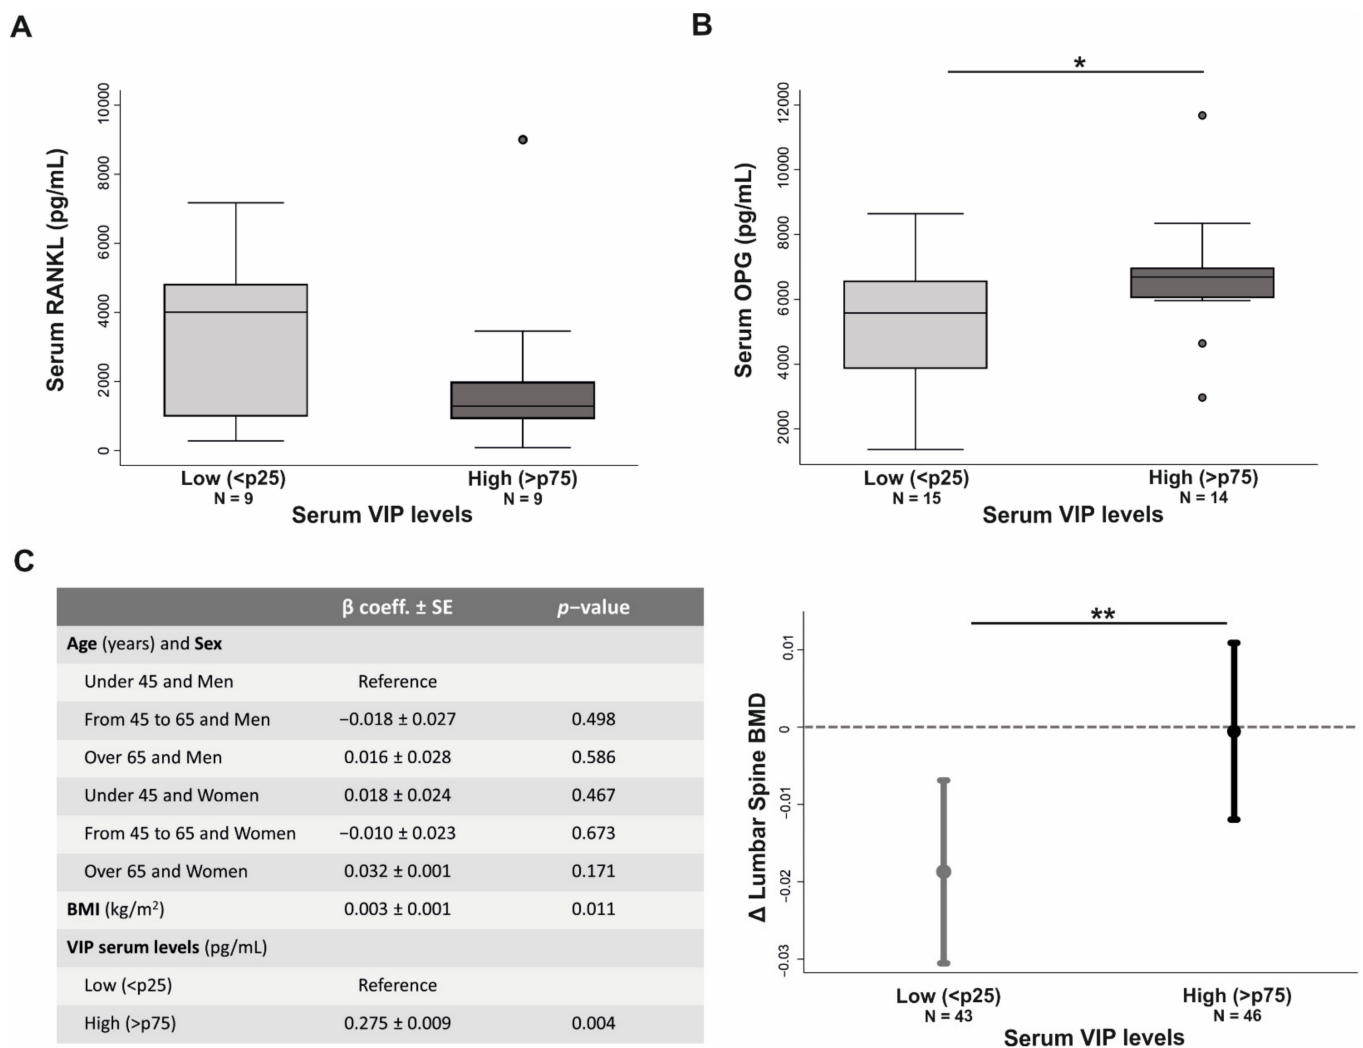 A
Serum RANKL (pg/mL)
10000
8000
6000
4000
2000
0
Low (<p25)
N = 9
High (>p75)
N = 9
Serum VIP levels
B
*
Serum OPG (pg/mL)
12000
10000
8000
6000
4000
2000
Low (<p25)
N = 15
High (>p75)
N = 14
Serum VIP levels
C
β coeff. ± SE p−value
Age (years) and Sex
Under 45 and Men Reference
From 45 to 65 and Men −0.018 ± 0.027 0.498
Over 65 and Men 0.016 ± 0.028 0.586
Under 45 and Women 0.018 ± 0.024 0.467
From 45 to 65 and Women −0.010 ± 0.023 0.673
Over 65 and Women 0.032 ± 0.001 0.171
BMI (kg/m²) 0.003 ± 0.001 0.011
VIP serum levels (pg/mL)
Low (<p25) Reference
High (>p75) 0.275 ± 0.009 0.004
**
Δ Lumbar Spine BMD
0.01
0
−0.01
−0.02
−0.03
Low (<p25)
N = 43
High (>p75)
N = 46
Serum VIP levels